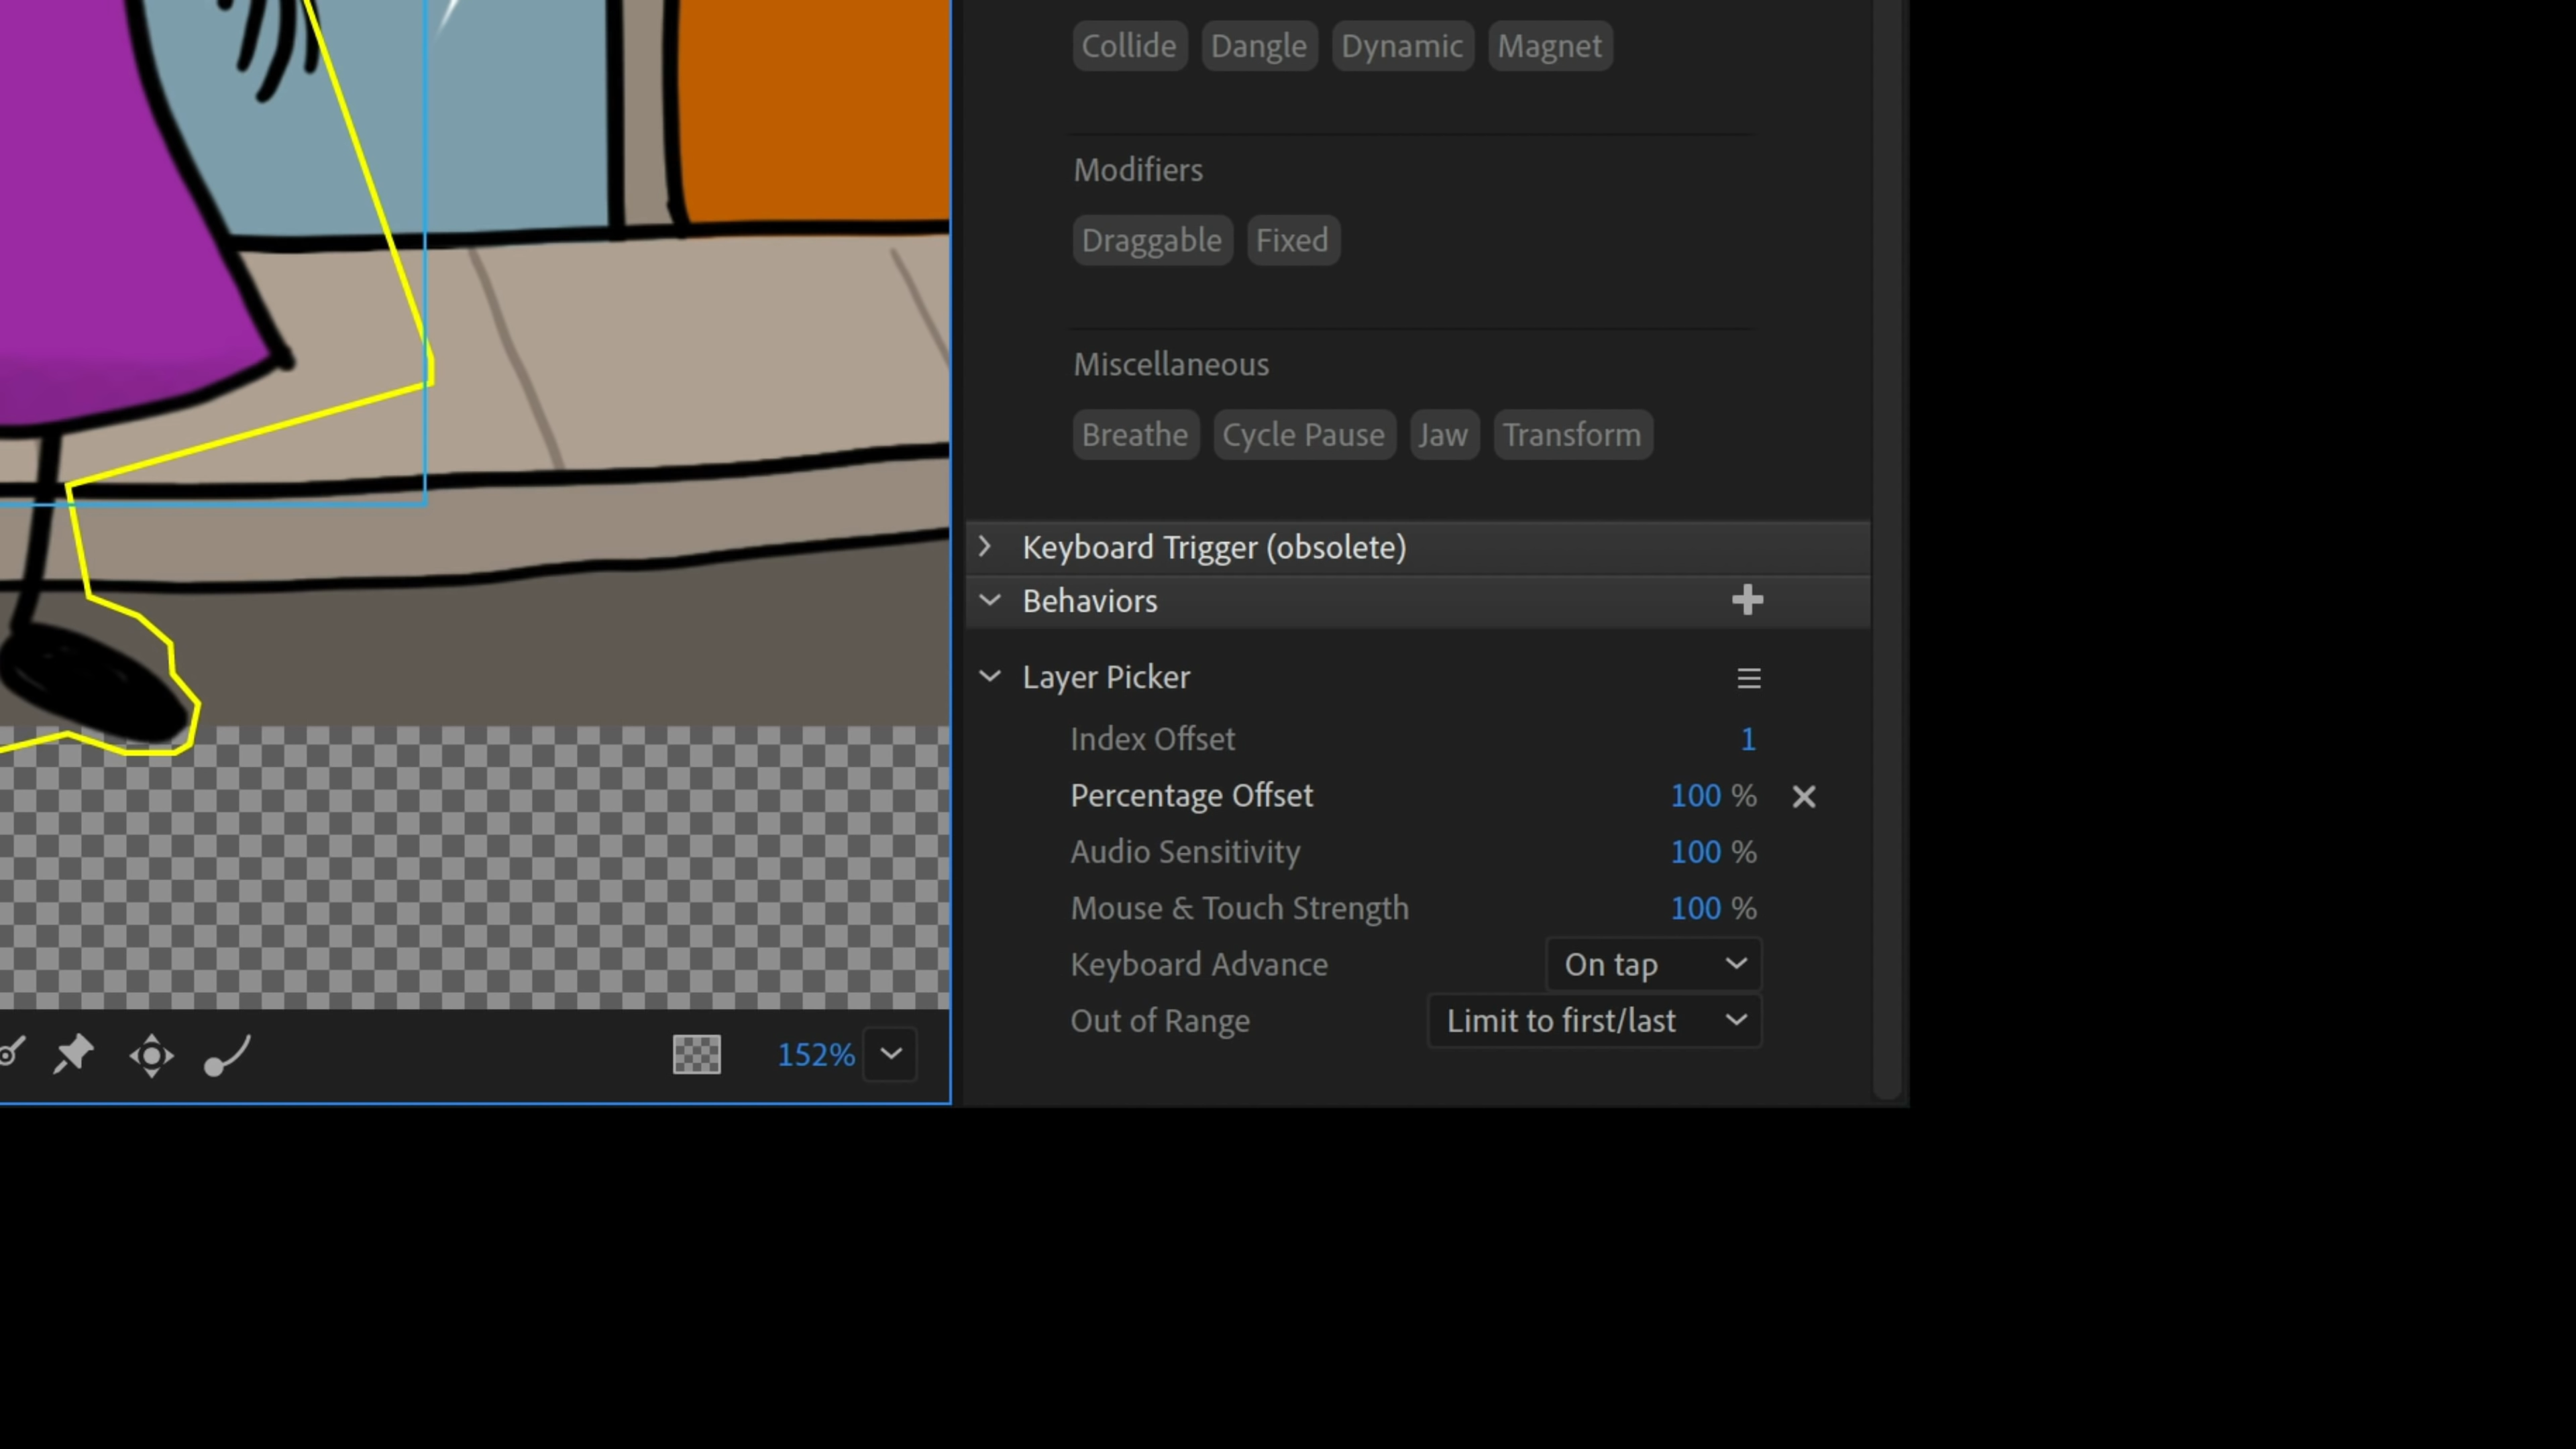 Collide Dangle Dynamic Magnet
Modifiers
Draggable Fixed
Miscellaneous
Breathe Cycle Pause Jaw Transform
Keyboard Trigger (obsolete)
Behaviors
Layer Picker
Index Offset 1
Percentage Offset 100 %
Audio Sensitivity 100 %
Mouse & Touch Strength 100 %
Keyboard Advance On tap
Out of Range Limit to first/last
152%